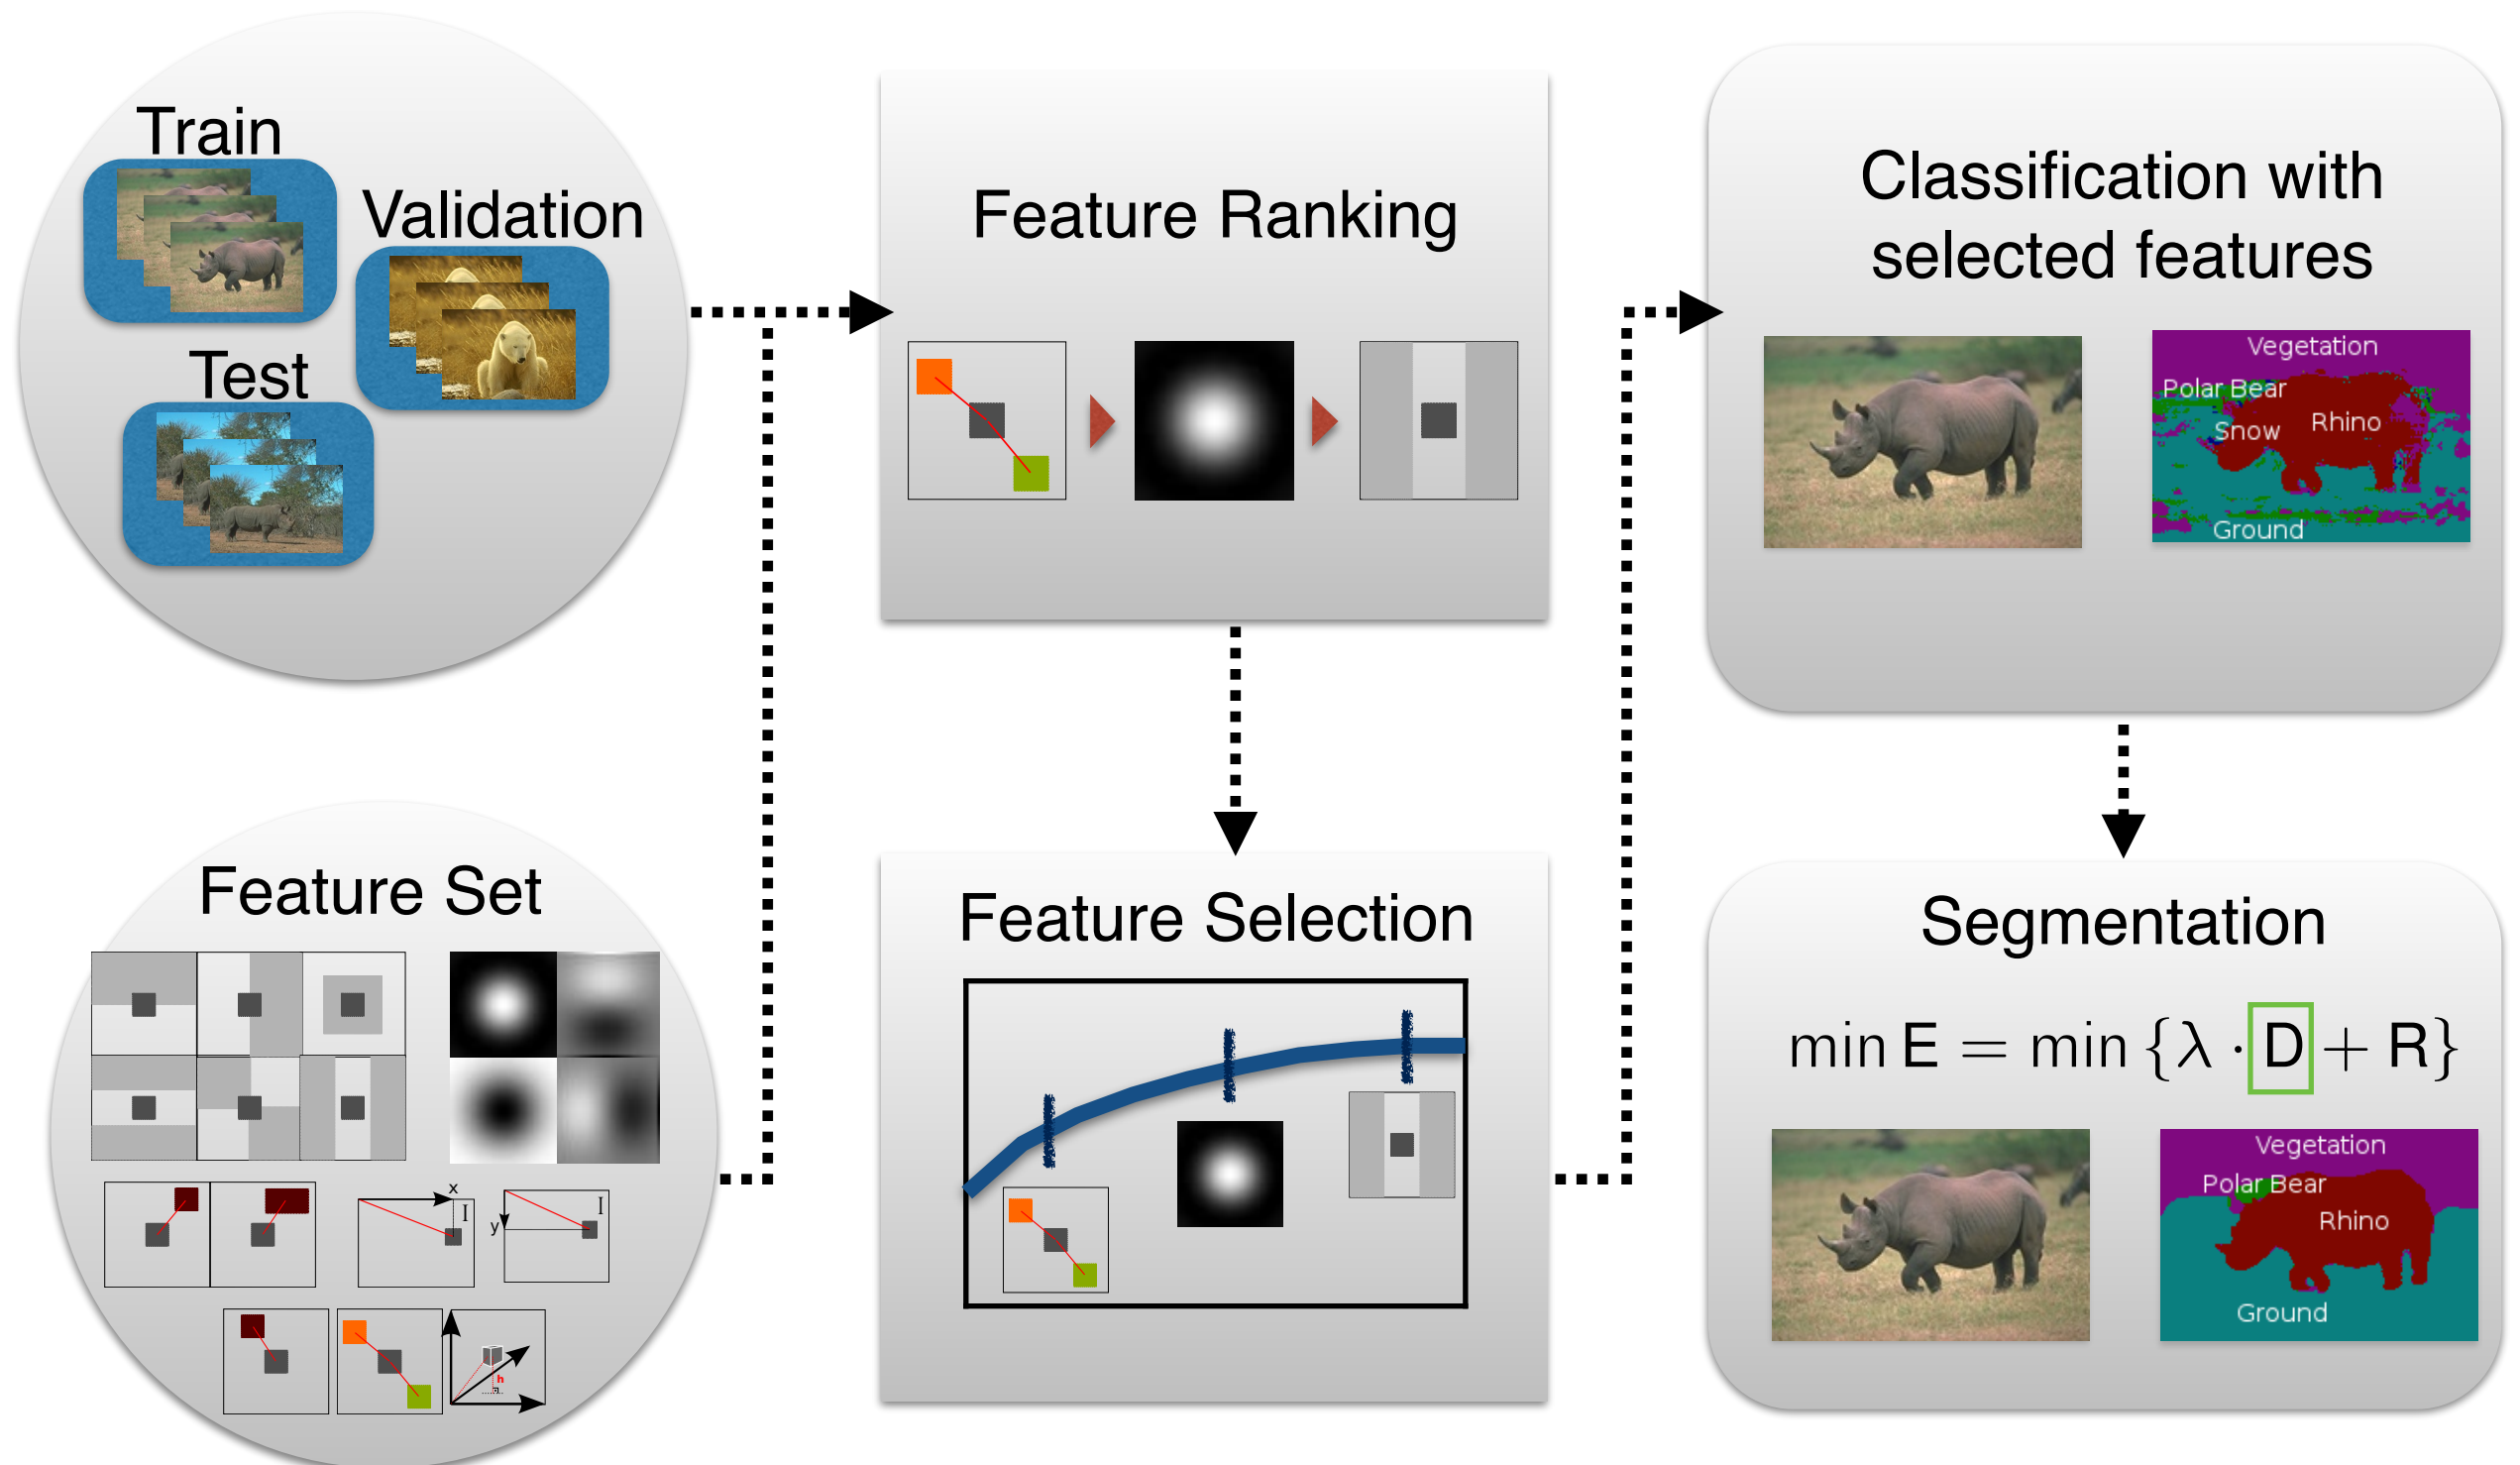 Train
Validation
Test
Feature Set
x
I
y
I
h
Feature Ranking
Feature Selection
Classification with
selected features
Vegetation
Polar Bear
Snow
Rhino
Ground
Segmentation
min E = min {λ · D + R}
Vegetation
Polar Bear
Rhino
Ground